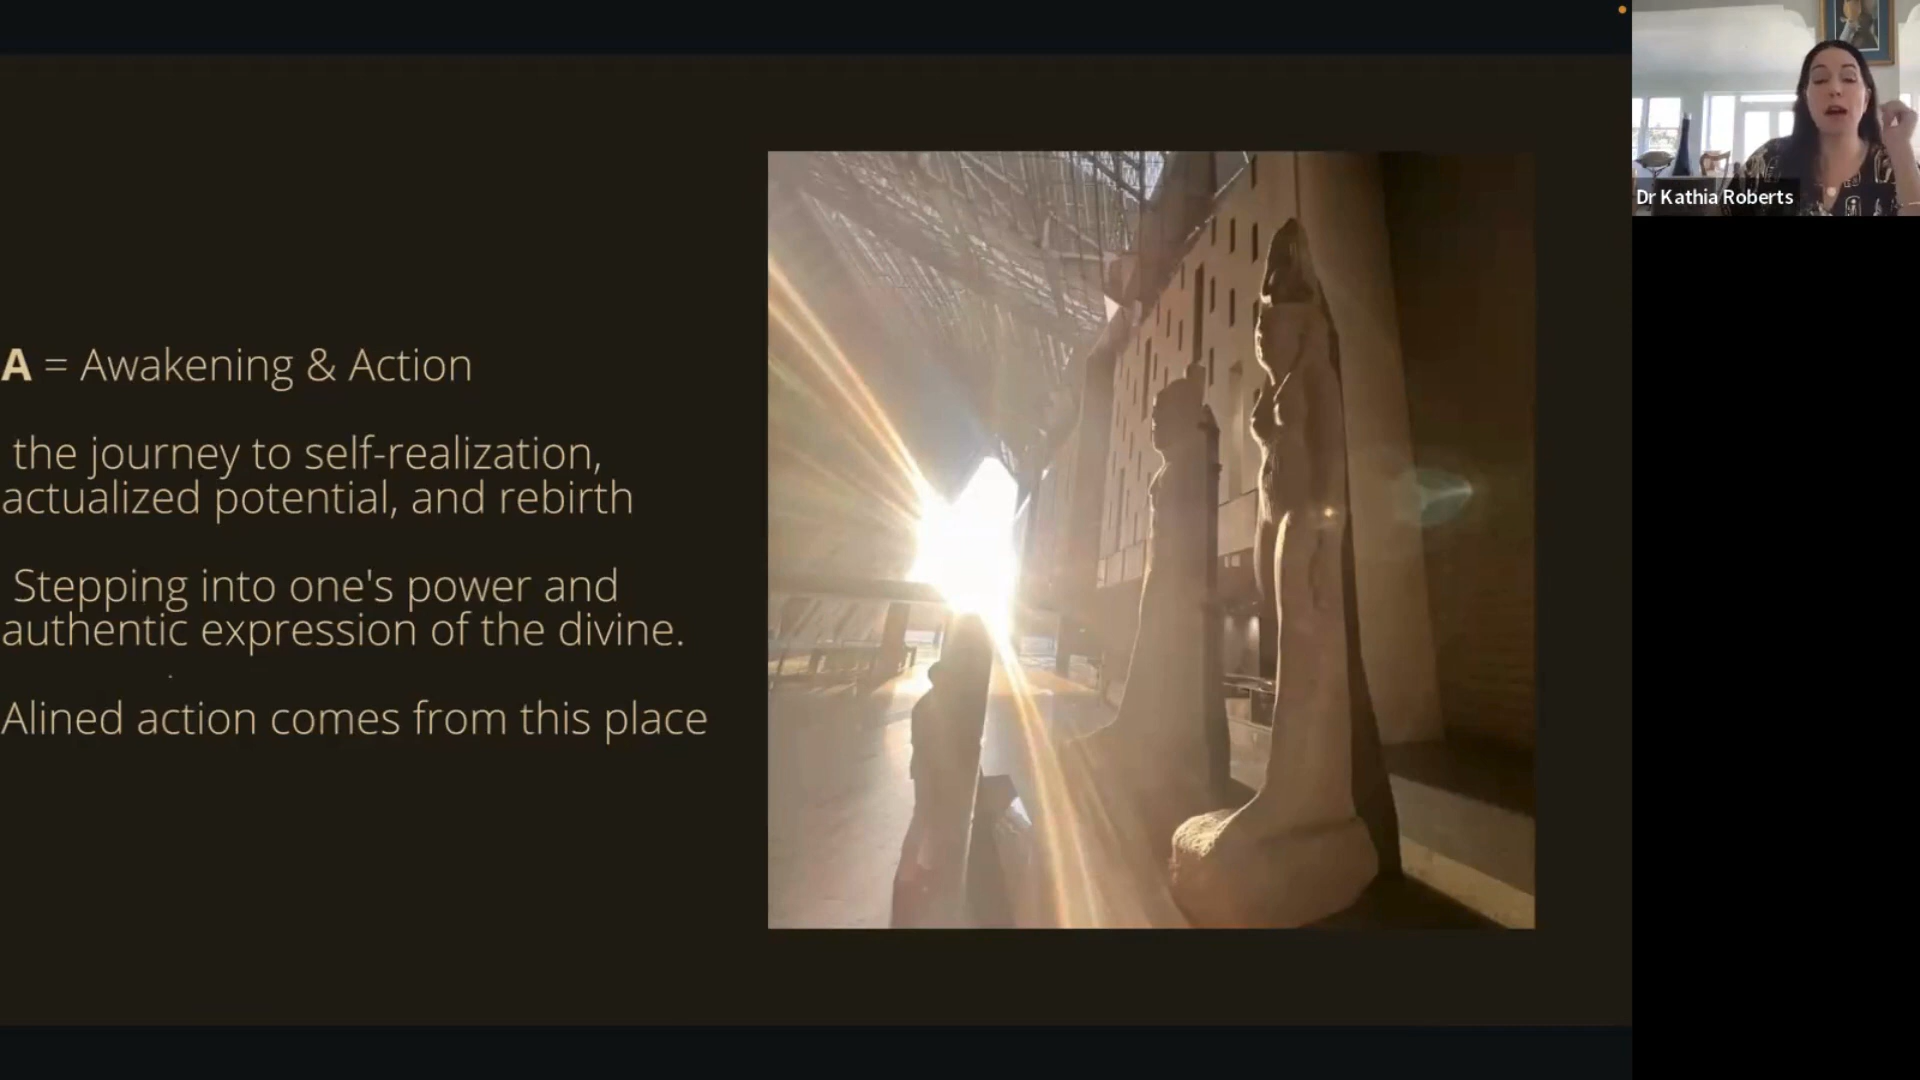 A = Awakening & Action
the journey to self-realization,
actualized potential, and rebirth
Stepping into one's power and
authentic expression of the divine.
Alined action comes from this place
Dr Kathia Roberts